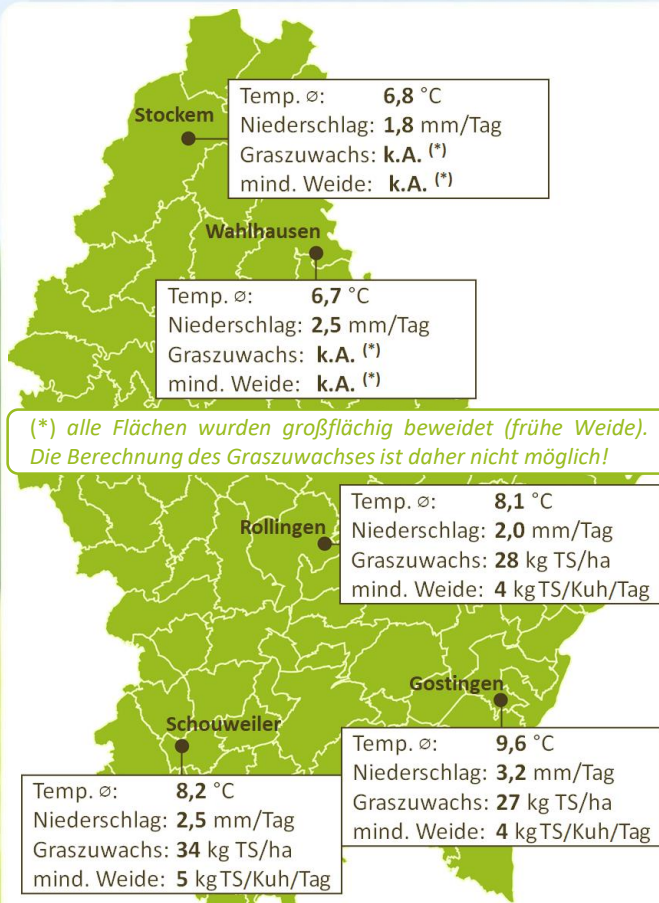 Stockem
Temp. ⌀: 6,8 °C
Niederschlag: 1,8 mm/Tag
Graszuwachs: k.A. (*)
mind. Weide: k.A. (*)
Wahlhausen
Temp. ⌀: 6,7 °C
Niederschlag: 2,5 mm/Tag
Graszuwachs: k.A. (*)
mind. Weide: k.A. (*)
(*) alle Flächen wurden großflächig beweidet (frühe Weide).
Die Berechnung des Graszuwachses ist daher nicht möglich!
Rollingen
Temp. ⌀: 8,1 °C
Niederschlag: 2,0 mm/Tag
Graszuwachs: 28 kg TS/ha
mind. Weide: 4 kg TS/Kuh/Tag
Gostingen
Temp. ⌀: 9,6 °C
Niederschlag: 3,2 mm/Tag
Graszuwachs: 27 kg TS/ha
mind. Weide: 4 kg TS/Kuh/Tag
Schouweiler
Temp. ⌀: 8,2 °C
Niederschlag: 2,5 mm/Tag
Graszuwachs: 34 kg TS/ha
mind. Weide: 5 kg TS/Kuh/Tag